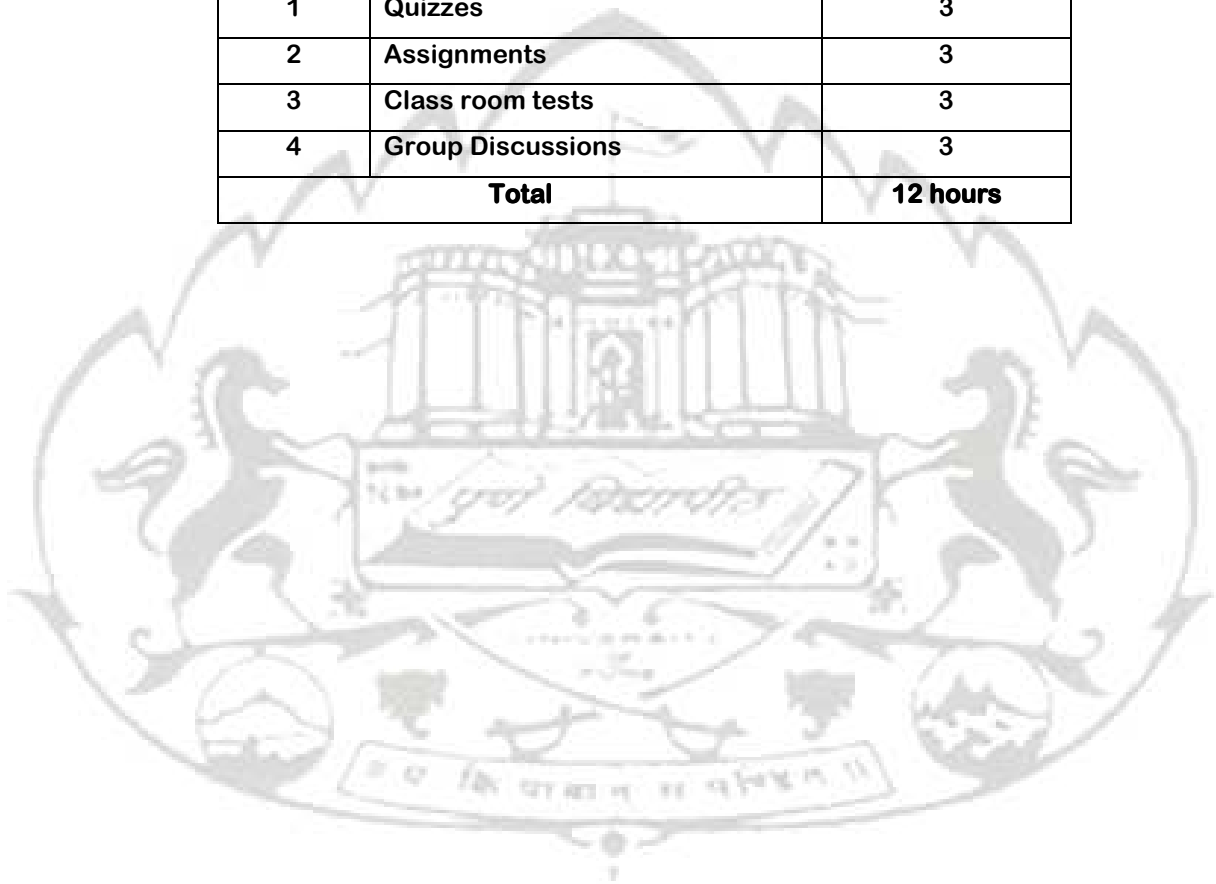 1 Quizzes 3
2 Assignments 3
3 Class room tests 3
4 Group Discussions 3
Total 12 hours
पुणे विद्यापीठ